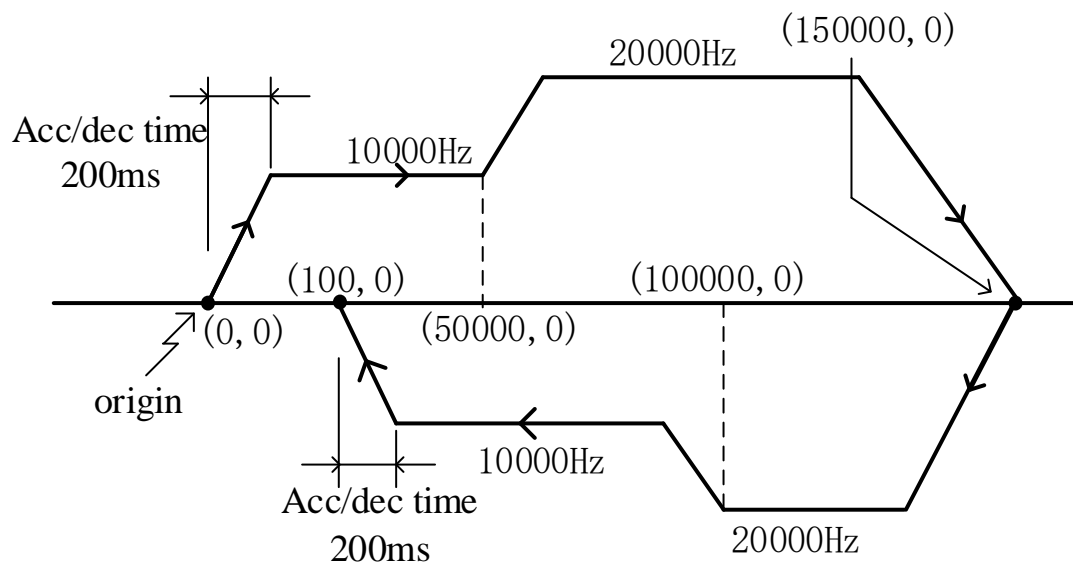 (150000,0)
20000Hz
Acc/dec time
200ms
10000Hz
(100,0)
(100000,0)
(0,0)
(50000,0)
origin
10000Hz
Acc/dec time
200ms
20000Hz